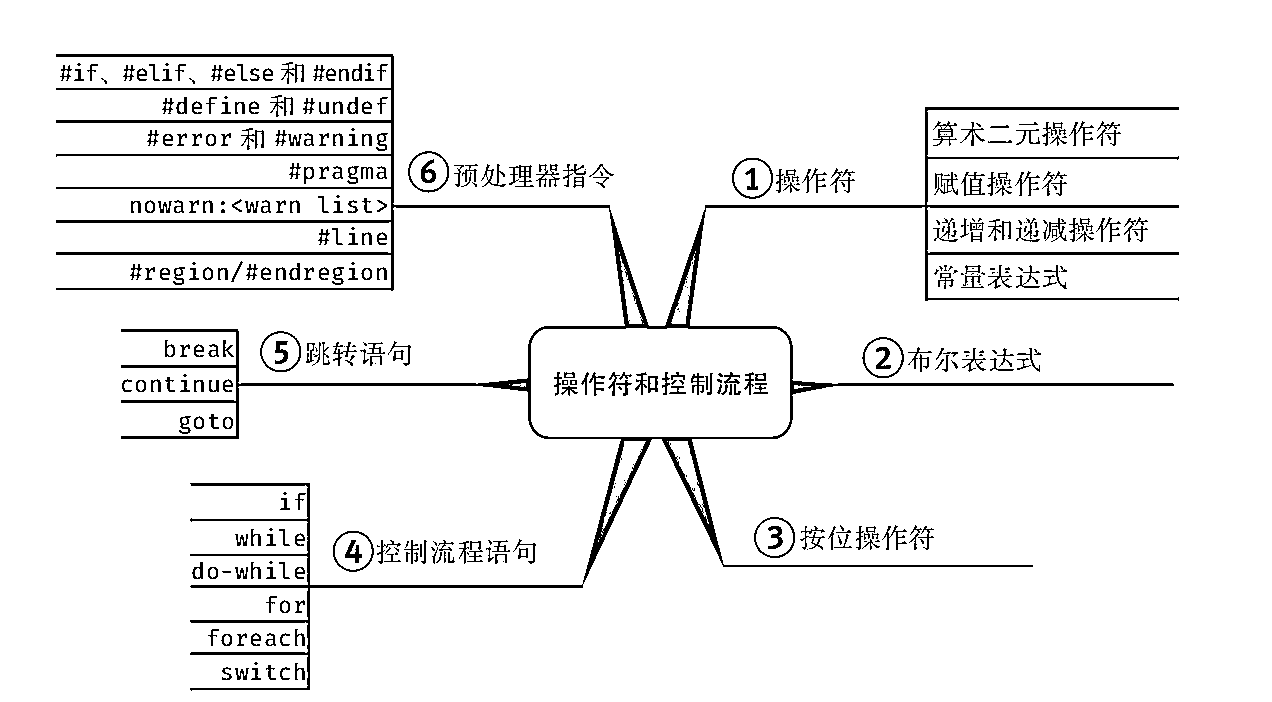 操作符和控制流程
①操作符
算术二元操作符
赋值操作符
递增和递减操作符
常量表达式
②布尔表达式
③按位操作符
④控制流程语句
if
while
do-while
for
foreach
switch
⑤跳转语句
break
continue
goto
⑥预处理器指令
#if、#elif、#else 和 #endif
#define 和 #undef
#error 和 #warning
#pragma
nowarn:<warn list>
#line
#region/#endregion